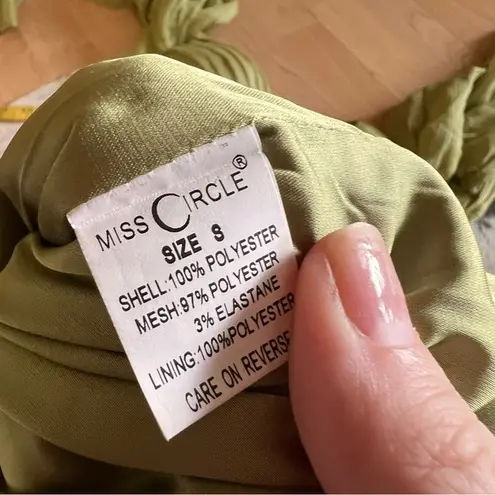 MISS CIRCLE®
SIZE S
SHELL:100% POLYESTER
MESH:97% POLYESTER
3% ELASTANE
LINING:100%POLYESTER
CARE ON REVERSE